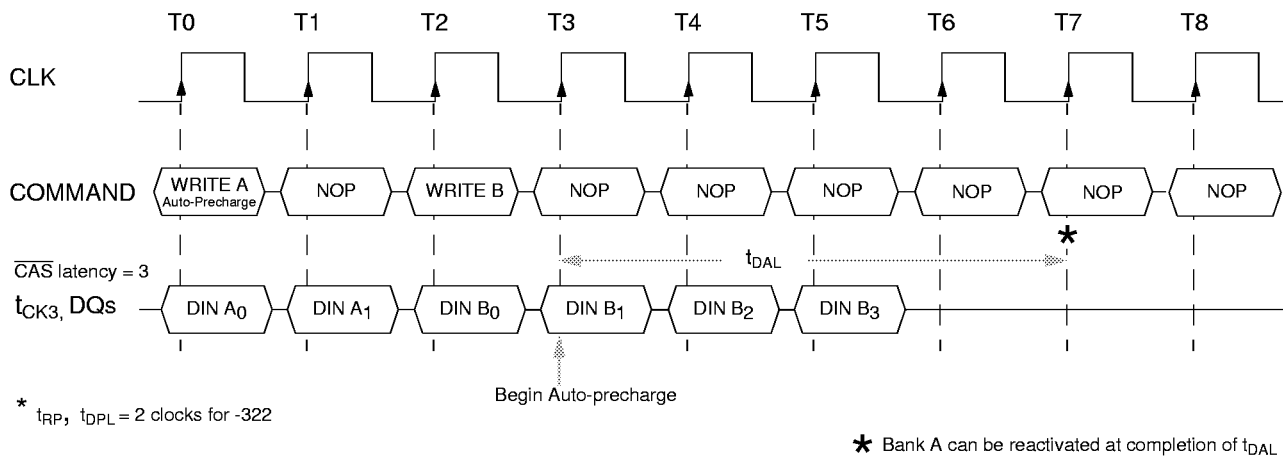 T0 T1 T2 T3 T4 T5 T6 T7 T8
CLK
COMMAND
WRITE A
Auto-Precharge
NOP
WRITE B
NOP
NOP
NOP
NOP
NOP
NOP
*
tDAL
CAS latency = 3
tCK3, DQs
DIN A0
DIN A1
DIN B0
DIN B1
DIN B2
DIN B3
Begin Auto-precharge
* tRP, tDPL = 2 clocks for -322
* Bank A can be reactivated at completion of tDAL